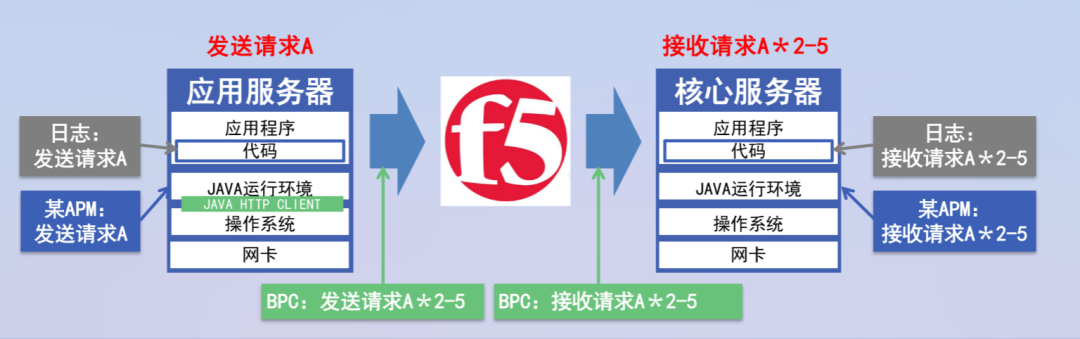 发送请求A
接收请求A*2-5
应用服务器
应用程序
代码
JAVA运行环境
JAVA HTTP CLIENT
操作系统
网卡
日志：
发送请求A
某APM：
发送请求A
f5
核心服务器
应用程序
代码
JAVA运行环境
操作系统
网卡
日志：
接收请求A*2-5
某APM：
接收请求A*2-5
BPC：发送请求A*2-5
BPC：接收请求A*2-5